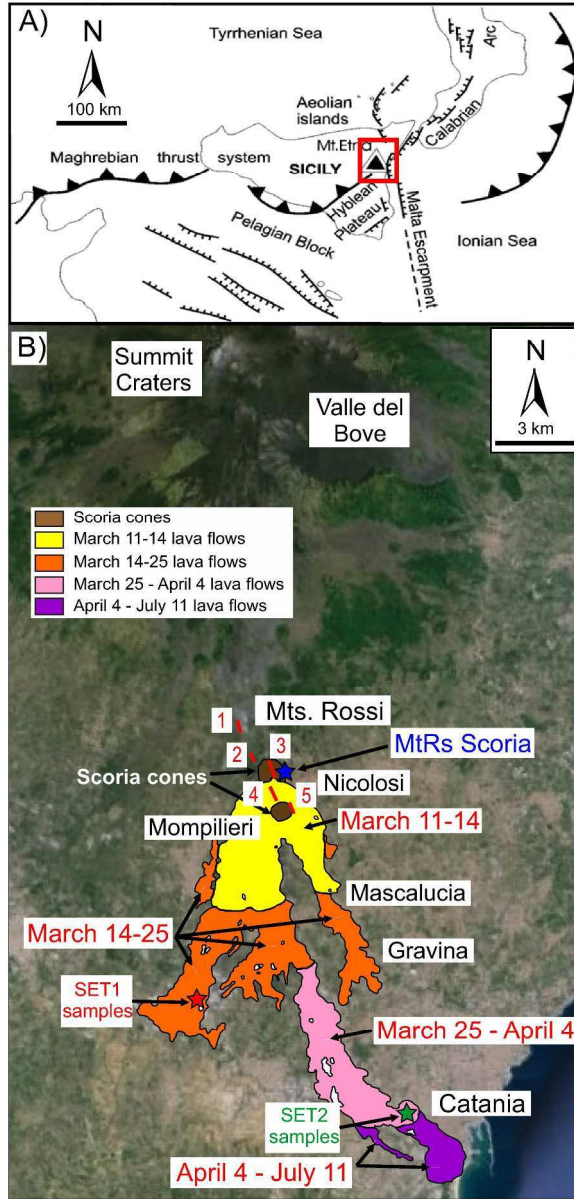 A)
Tyrrhenian Sea
N
100 km
Aeolian
islands
Arc
Calabrian
Mt.Etna
Maghrebian thrust system
SICILY
Hyblean
Plateau
Malta Escarpment
Pelagian Block
Ionian Sea
B)
Summit
Craters
N
3 km
Valle del
Bove
Scoria cones
March 11-14 lava flows
March 14-25 lava flows
March 25 - April 4 lava flows
April 4 - July 11 lava flows
1
Mts. Rossi
2
3
MtRs Scoria
Scoria cones
Nicolosi
4
5
Mompilieri
March 11-14
Mascalucia
March 14-25
Gravina
SET1
samples
March 25 - April 4
SET2
samples
Catania
April 4 - July 11